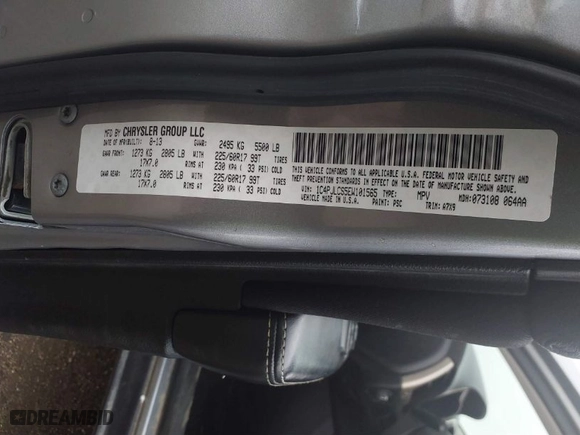 MFD BY CHRYSLER GROUP LLC
DATE OF MFR(BUILT): 8-13 GVWR: 2495 KG 5500 LB
GAWR FRONT: 1273 KG 2805 LB WITH 225/60R17 99T TIRES
17X7.0 RIMS AT 230 KPA ( 33 PSI) COLD
GAWR REAR: 1273 KG 2805 LB WITH 225/60R17 99T TIRES
17X7.0 RIMS AT 230 KPA ( 33 PSI) COLD
THIS VEHICLE CONFORMS TO ALL APPLICABLE U.S.A. FEDERAL MOTOR VEHICLE SAFETY AND
THEFT PREVENTION STANDARDS IN EFFECT ON THE DATE OF MANUFACTURE SHOWN ABOVE.
VIN: 1C4PJLCS5EW101565 TYPE: MPV MDH: 073108 064AA
VEHICLE MADE IN U.S.A. PAINT: PSC TRIM: A7X9
DREAMBID